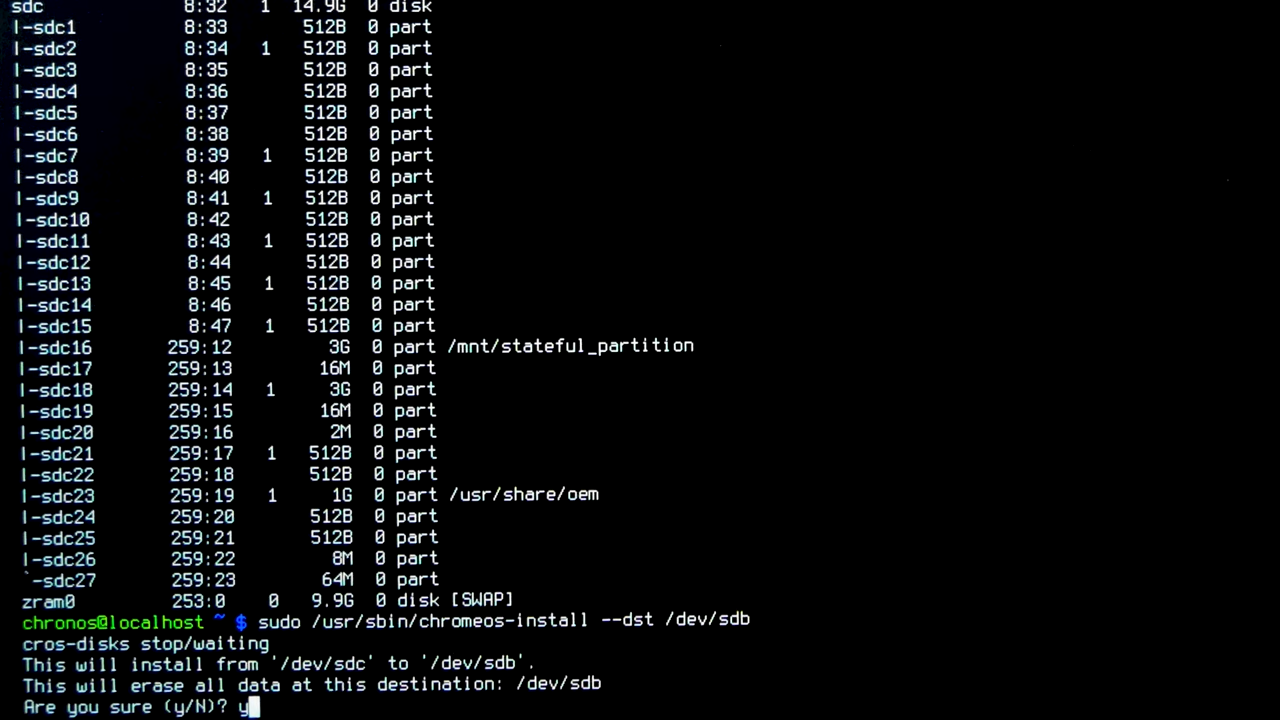 sdc 8:32 1 14.9G 0 disk
|-sdc1 8:33 512B 0 part
|-sdc2 8:34 1 512B 0 part
|-sdc3 8:35 512B 0 part
|-sdc4 8:36 512B 0 part
|-sdc5 8:37 512B 0 part
|-sdc6 8:38 512B 0 part
|-sdc7 8:39 1 512B 0 part
|-sdc8 8:40 512B 0 part
|-sdc9 8:41 1 512B 0 part
|-sdc10 8:42 512B 0 part
|-sdc11 8:43 1 512B 0 part
|-sdc12 8:44 512B 0 part
|-sdc13 8:45 1 512B 0 part
|-sdc14 8:46 512B 0 part
|-sdc15 8:47 1 512B 0 part
|-sdc16 259:12 3G 0 part /mnt/stateful_partition
|-sdc17 259:13 16M 0 part
|-sdc18 259:14 1 3G 0 part
|-sdc19 259:15 16M 0 part
|-sdc20 259:16 2M 0 part
|-sdc21 259:17 1 512B 0 part
|-sdc22 259:18 512B 0 part
|-sdc23 259:19 1 1G 0 part /usr/share/oem
|-sdc24 259:20 512B 0 part
|-sdc25 259:21 512B 0 part
|-sdc26 259:22 8M 0 part
`-sdc27 259:23 64M 0 part
zram0 253:0 0 9.9G 0 disk [SWAP]
chronos@localhost ~ $ sudo /usr/sbin/chromeos-install --dst /dev/sdb
cros-disks stop/waiting
This will install from '/dev/sdc' to '/dev/sdb'.
This will erase all data at this destination: /dev/sdb
Are you sure (y/N)? y